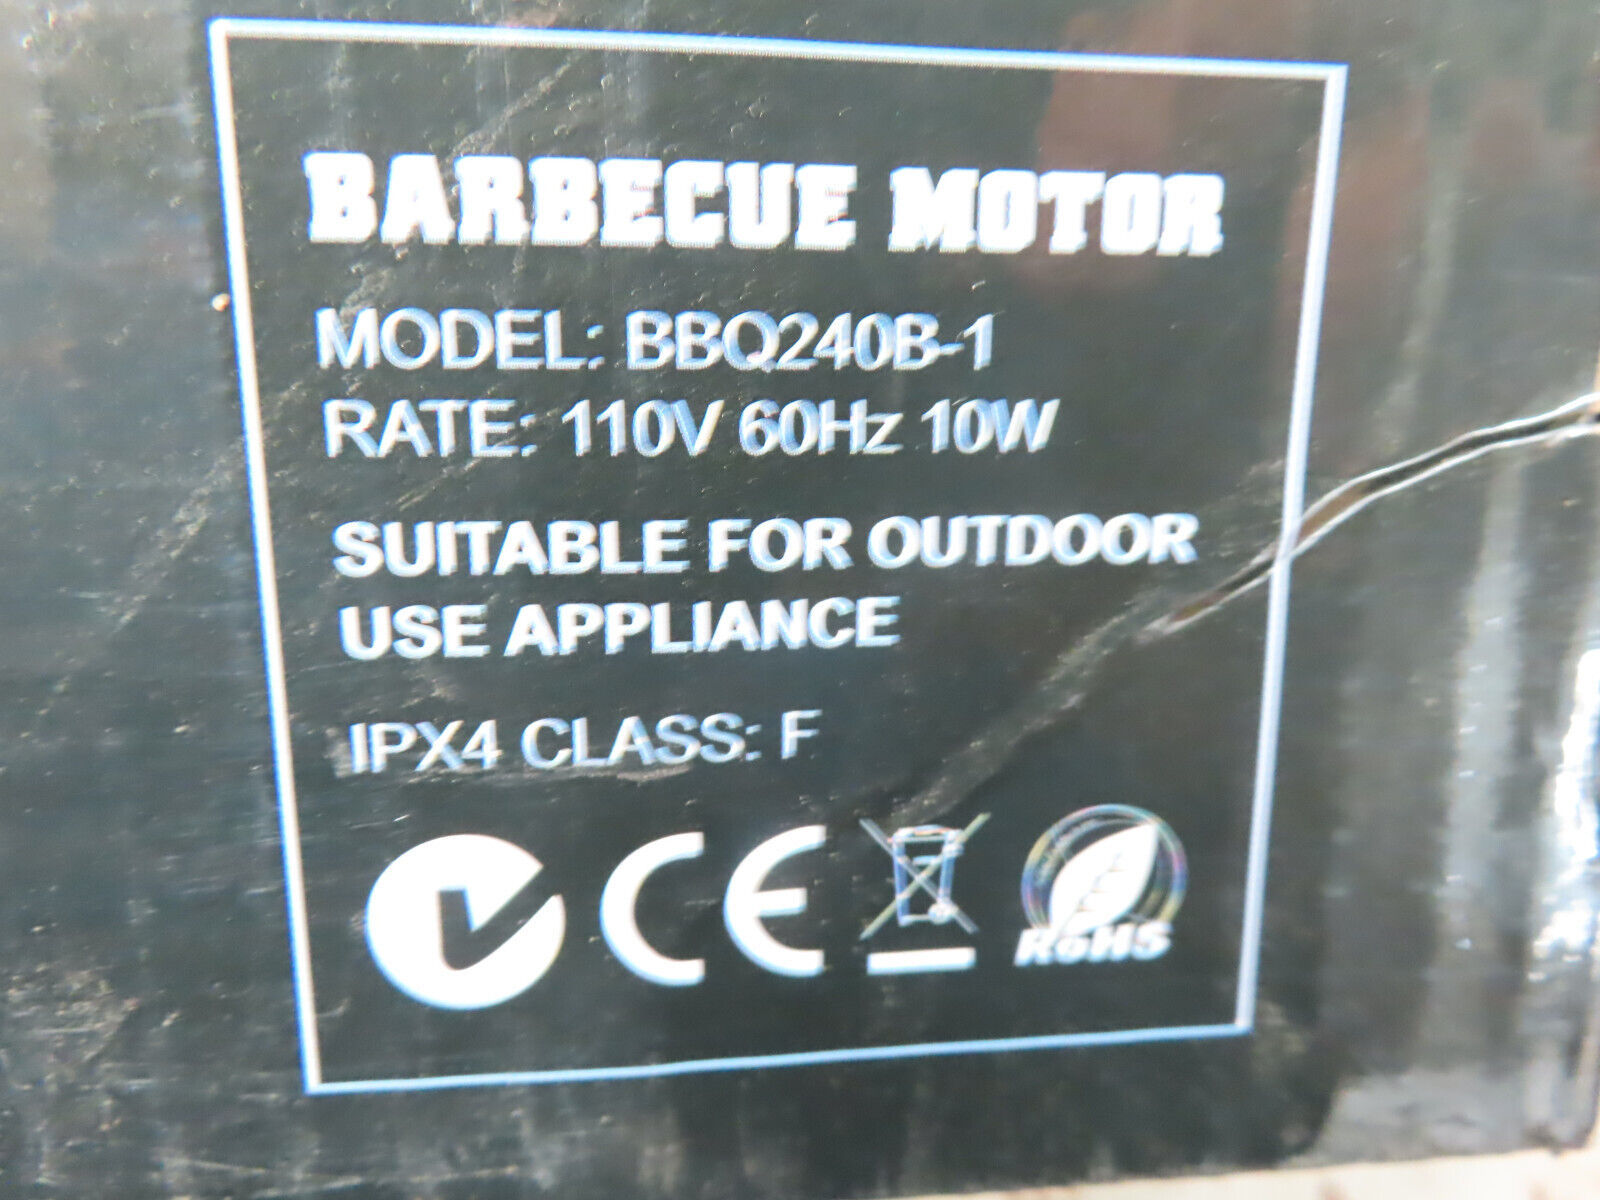 BARBECUE MOTOR
MODEL: BBQ240B-1
RATE: 110V 60Hz 10W
SUITABLE FOR OUTDOOR
USE APPLIANCE
IPX4 CLASS: F
CE
RoHS